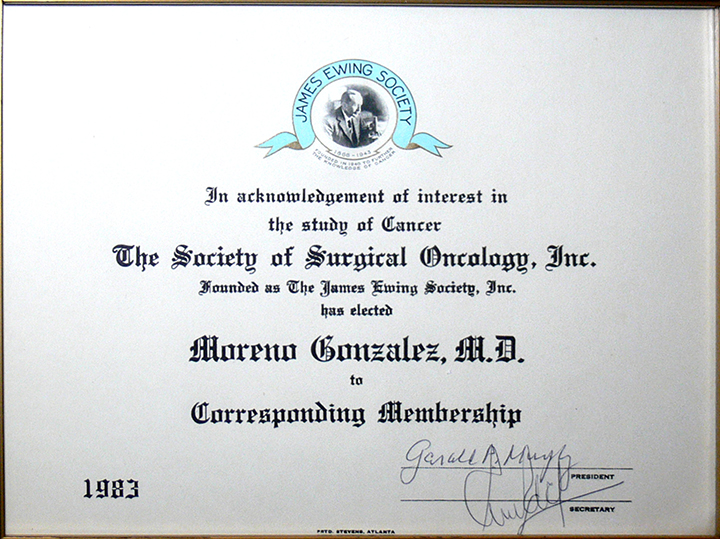 JAMES EWING SOCIETY
1866-1943
FOUNDED IN 1940 TO FURTHER
THE KNOWLEDGE OF CANCER
In acknowledgement of interest in
the study of Cancer
The Society of Surgical Oncology, Inc.
Founded as The James Ewing Society, Inc.
has elected
Moreno Gonzalez, M.D.
to
Corresponding Membership
PRESIDENT
1983
SECRETARY
PRTD. STEVENS, ATLANTA